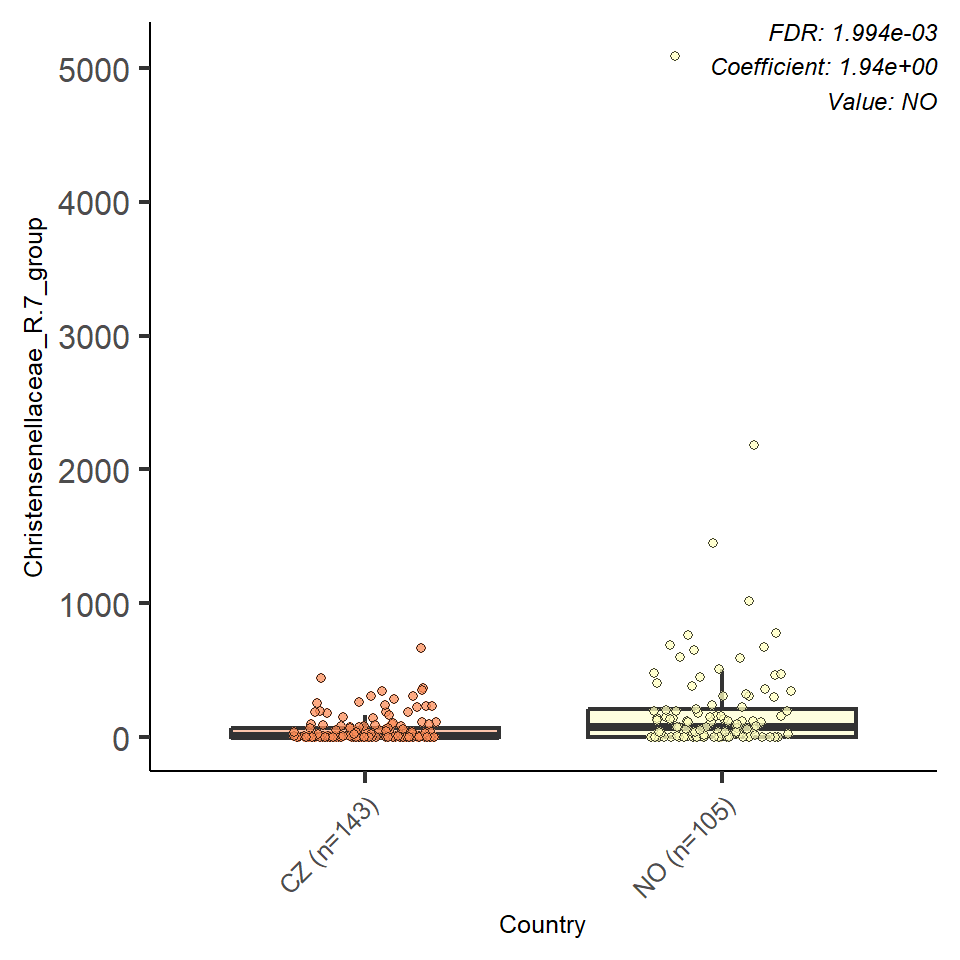 FDR: 1.994e-03
Coefficient: 1.94e+00
Value: NO
5000
4000
3000
2000
1000
0
Christensenellaceae_R.7_group
CZ (n=143)
NO (n=105)
Country